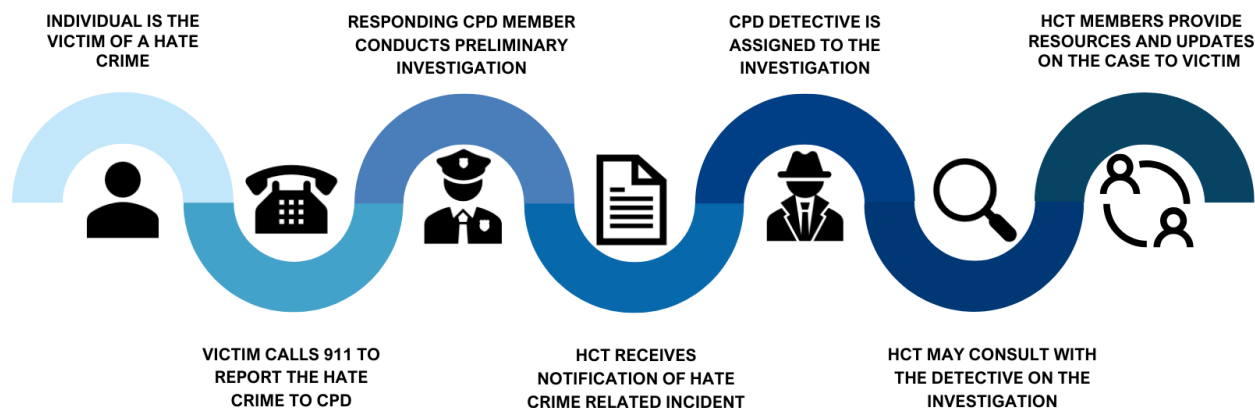 INDIVIDUAL IS THE
VICTIM OF A HATE
CRIME
VICTIM CALLS 911 TO
REPORT THE HATE
CRIME TO CPD
RESPONDING CPD MEMBER
CONDUCTS PRELIMINARY
INVESTIGATION
HCT RECEIVES
NOTIFICATION OF HATE
CRIME RELATED INCIDENT
CPD DETECTIVE IS
ASSIGNED TO THE
INVESTIGATION
HCT MAY CONSULT WITH
THE DETECTIVE ON THE
INVESTIGATION
HCT MEMBERS PROVIDE
RESOURCES AND UPDATES
ON THE CASE TO VICTIM